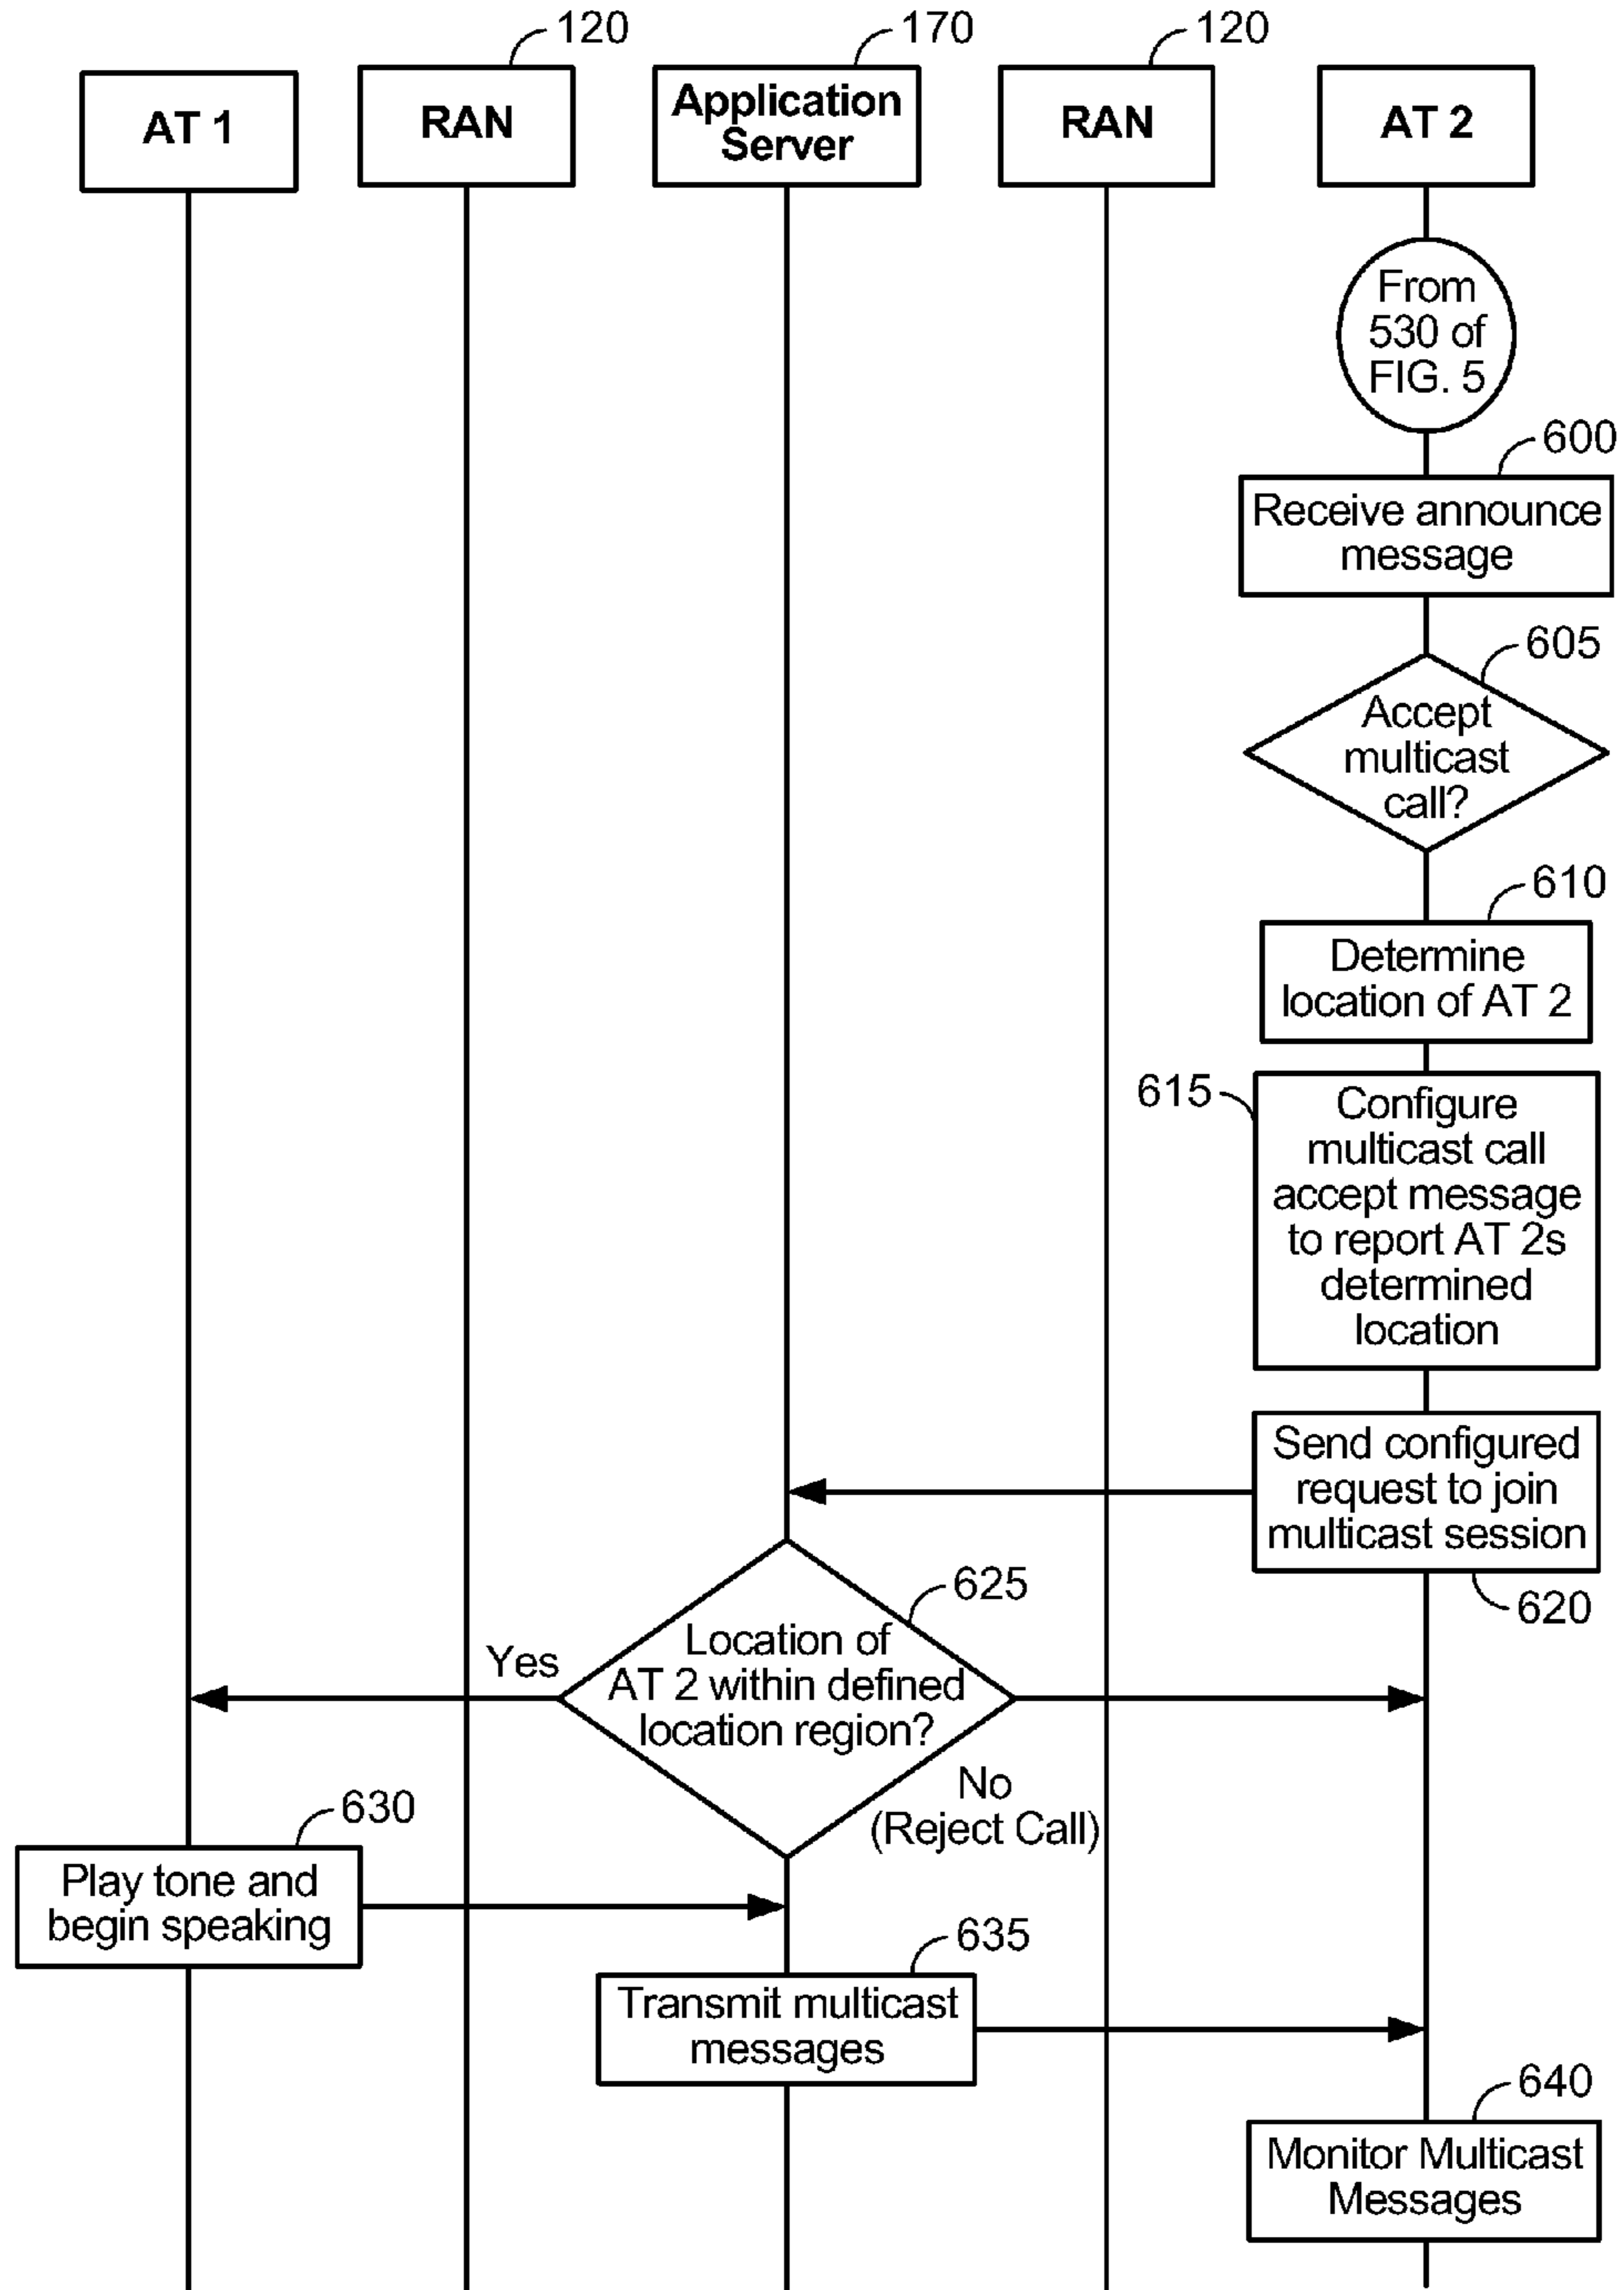 120
170
120
AT 1
RAN
Application
Server
RAN
AT 2
From
530 of
FIG. 5
600
Receive announce
message
605
Accept
multicast
call?
610
Determine
location of AT 2
615
Configure
multicast call
accept message
to report AT 2s
determined
location
Send configured
request to join
multicast session
620
625
Location of
AT 2 within defined
location region?
Yes
No
(Reject Call)
630
Play tone and
begin speaking
635
Transmit multicast
messages
640
Monitor Multicast
Messages